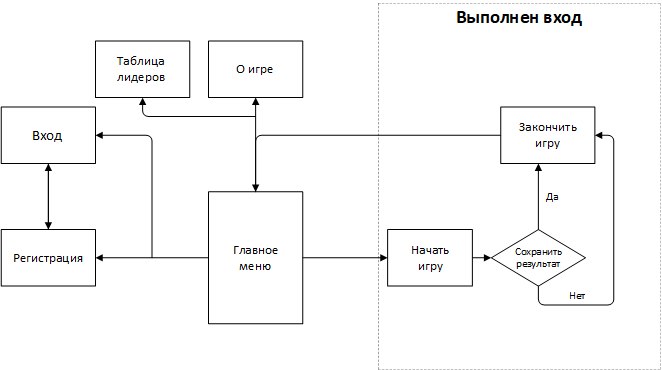 Выполнен вход
Таблица
лидеров
О игре
Вход
Закончить
игру
Да
Регистрация
Главное
меню
Начать
игру
Сохранить
результат
Нет